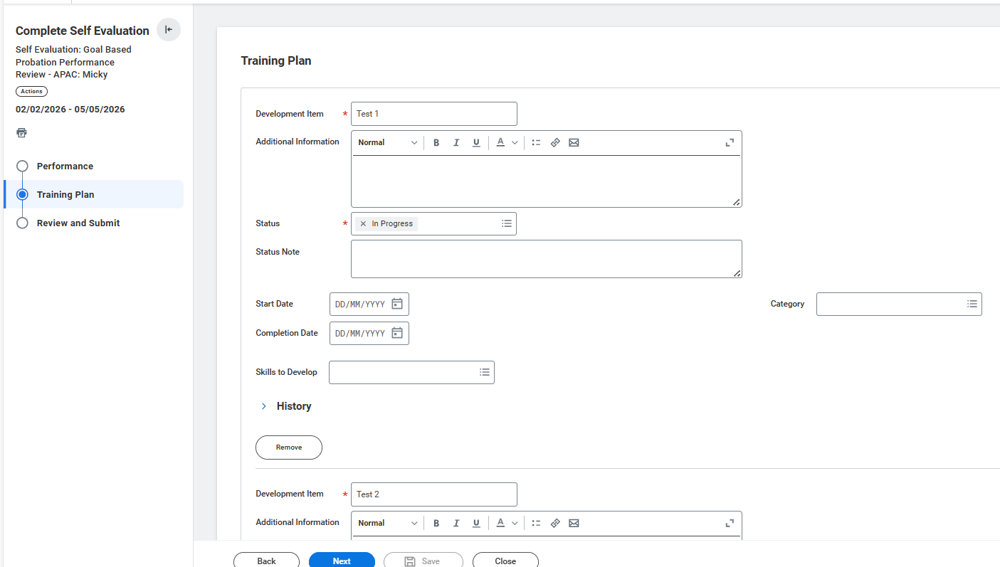 Complete Self Evaluation
Self Evaluation: Goal Based
Probation Performance
Review - APAC: Micky
Actions
02/02/2026 - 05/05/2026
Performance
Training Plan
Review and Submit
Training Plan
Development Item * Test 1
Additional Information Normal B I U A
Status * × In Progress
Status Note
Start Date DD/MM/YYYY Category
Completion Date DD/MM/YYYY
Skills to Develop
History
Remove
Development Item * Test 2
Additional Information Normal B I U A
Back Next Save Close